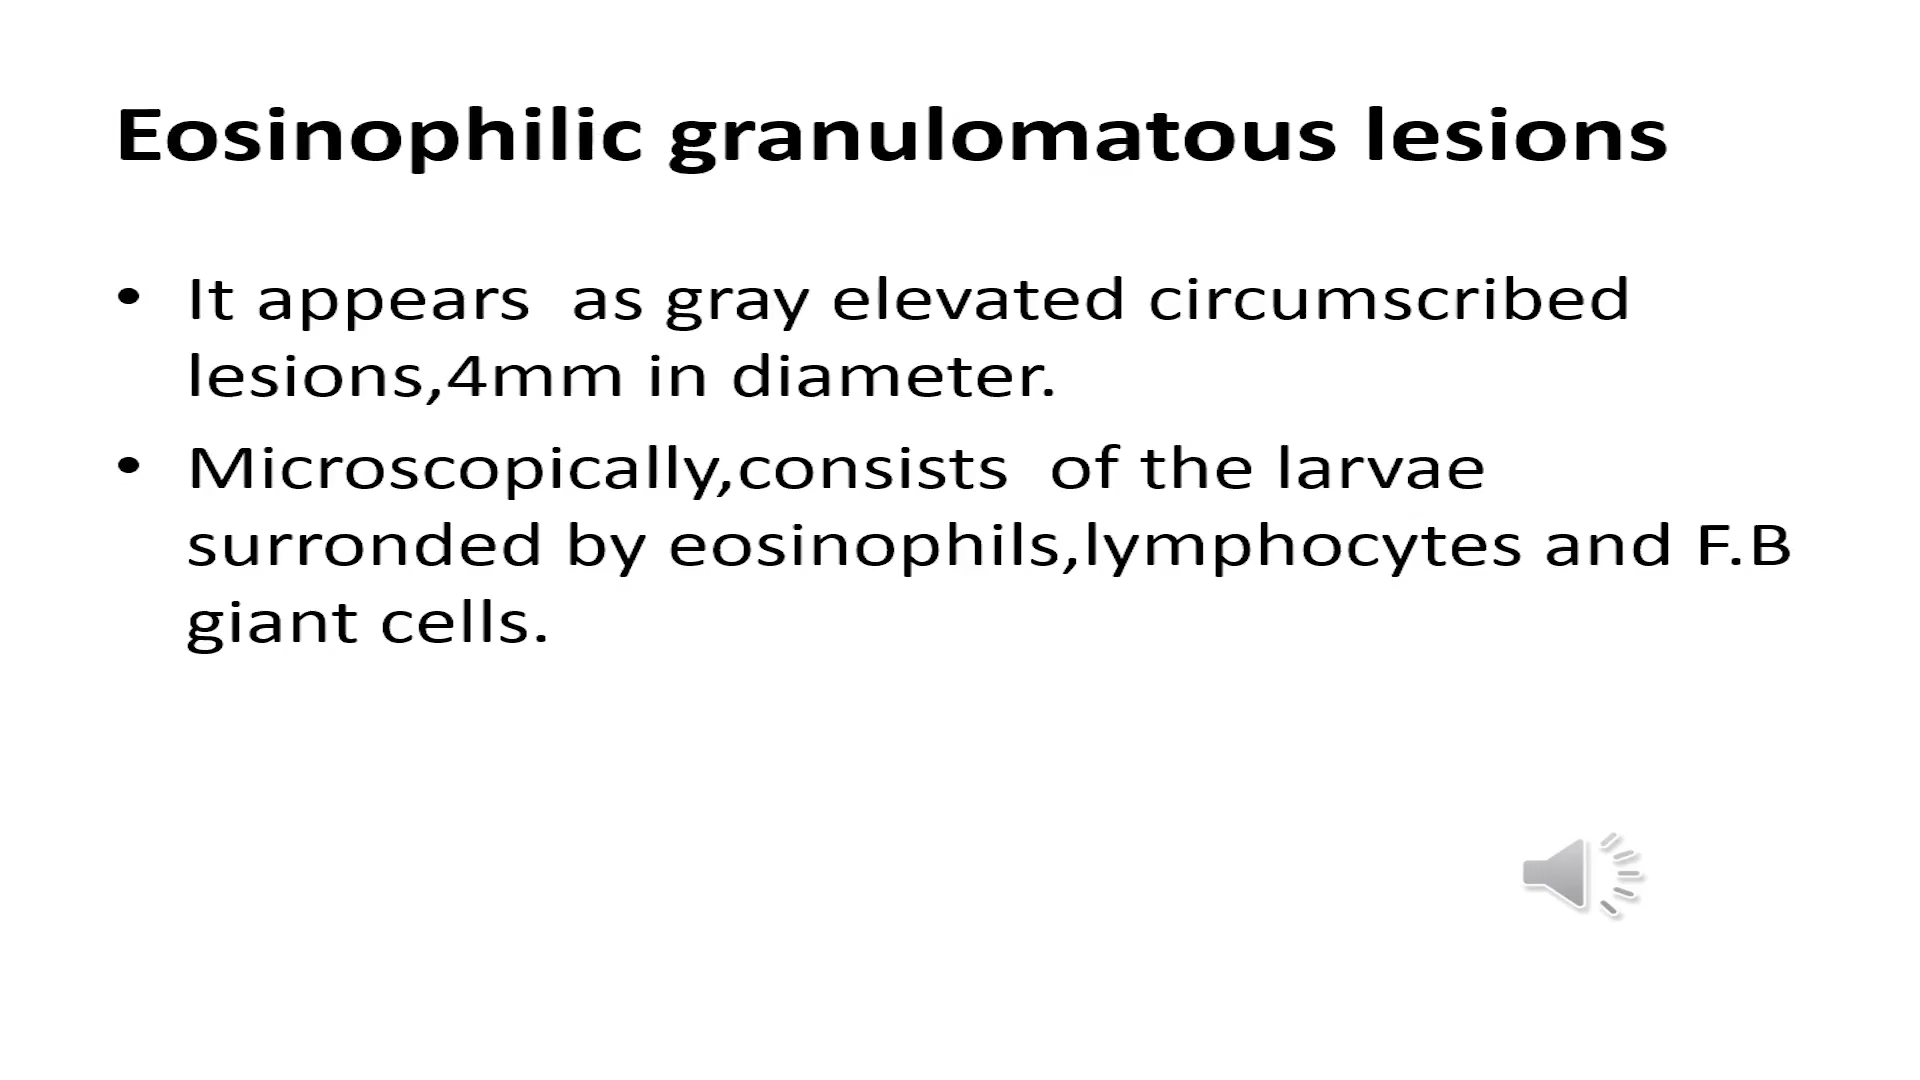 Eosinophilic granulomatous lesions
• It appears  as gray elevated circumscribed
lesions,4mm in diameter.
• Microscopically,consists  of the larvae
surronded by eosinophils,lymphocytes and F.B
giant cells.